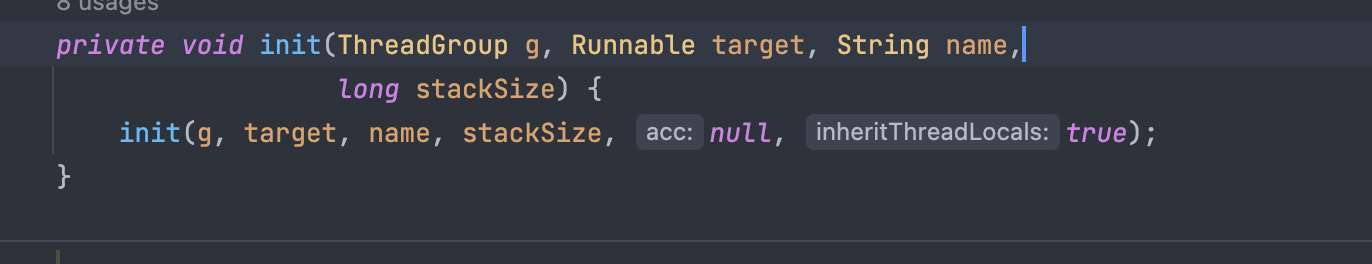 8 usages
private void init(ThreadGroup g, Runnable target, String name,
long stackSize) {
init(g, target, name, stackSize, acc: null, inheritThreadLocals: true);
}